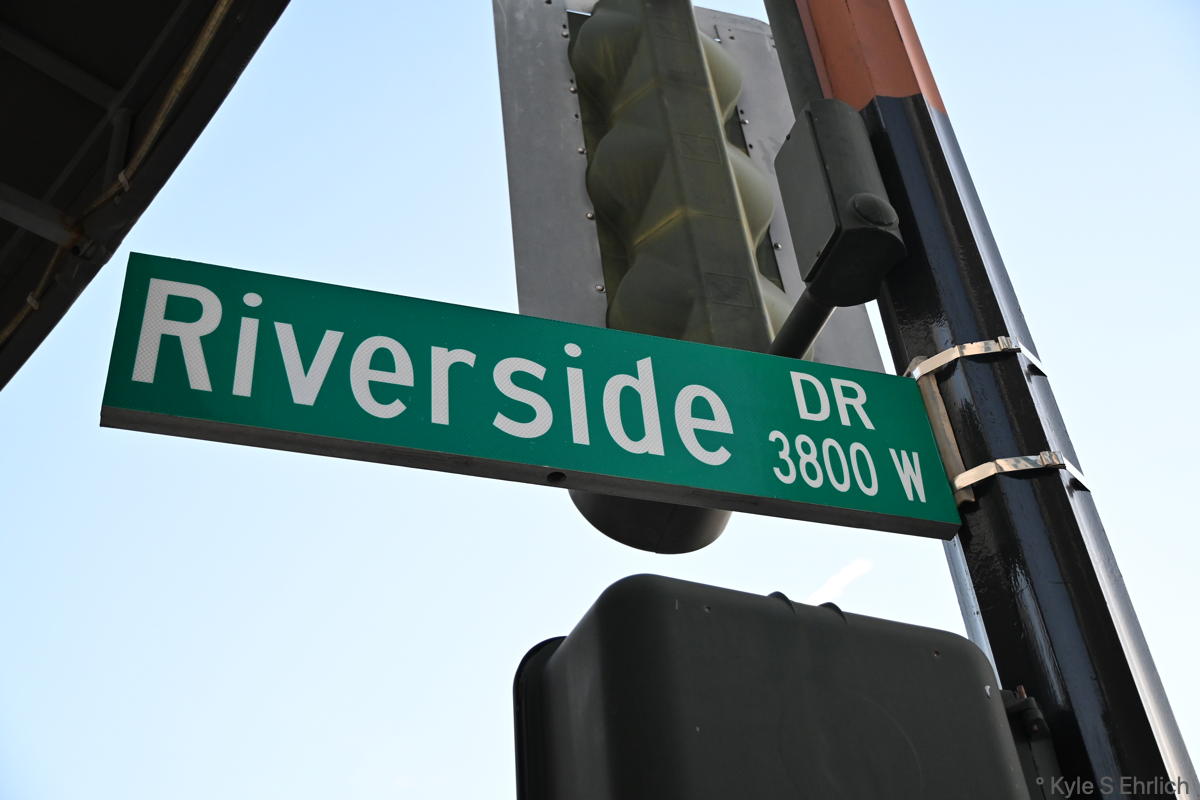 Riverside DR
3800 W
° Kyle S Ehrlich